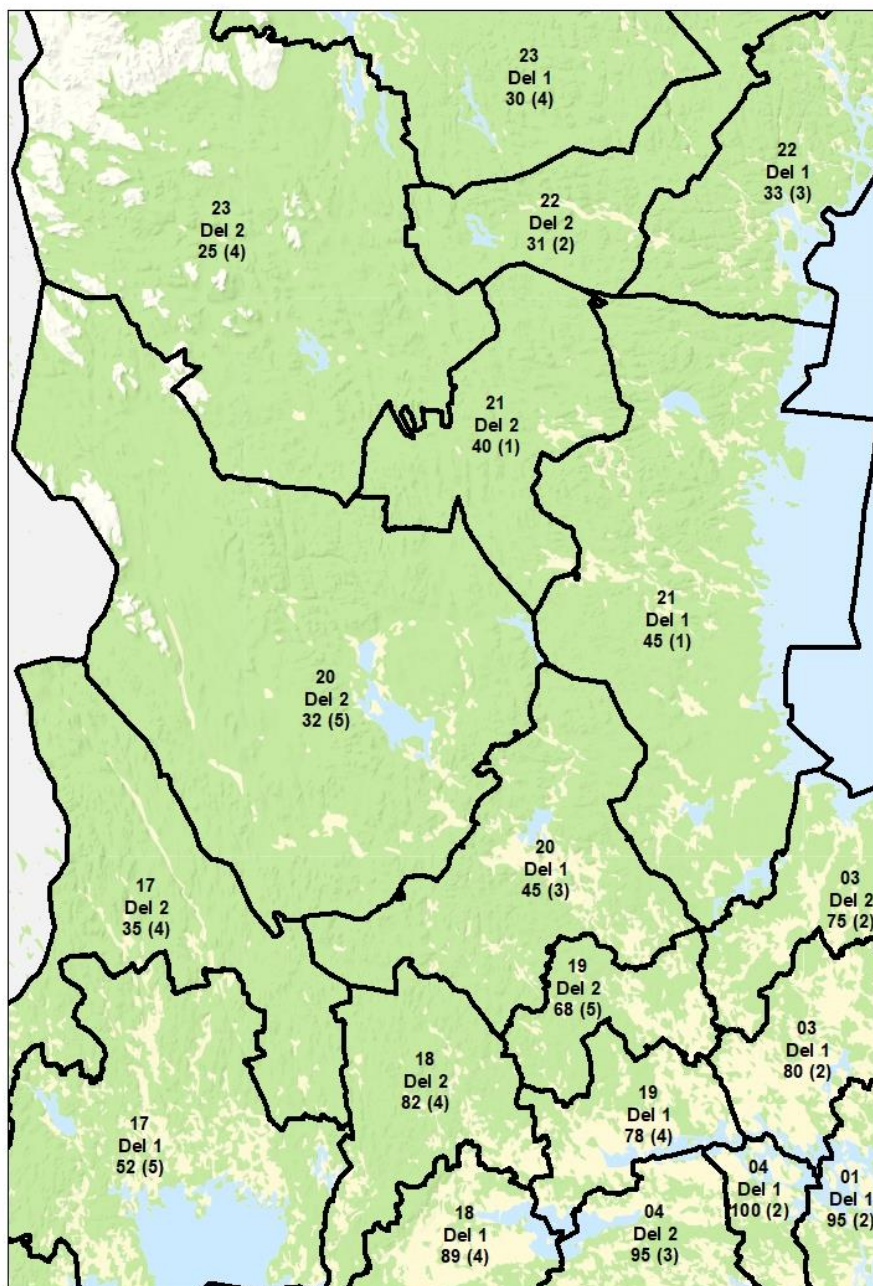 23
Del 1
30 (4)
22
Del 1
33 (3)
23
Del 2
25 (4)
22
Del 2
31 (2)
21
Del 2
40 (1)
21
Del 1
45 (1)
20
Del 2
32 (5)
20
Del 1
45 (3)
17
Del 2
35 (4)
03
Del 2
75 (2)
19
Del 2
68 (5)
03
Del 1
80 (2)
18
Del 2
82 (4)
19
Del 1
78 (4)
17
Del 1
52 (5)
04
Del 1
100 (2)
01
Del 1
95 (2)
18
Del 1
89 (4)
04
Del 2
95 (3)